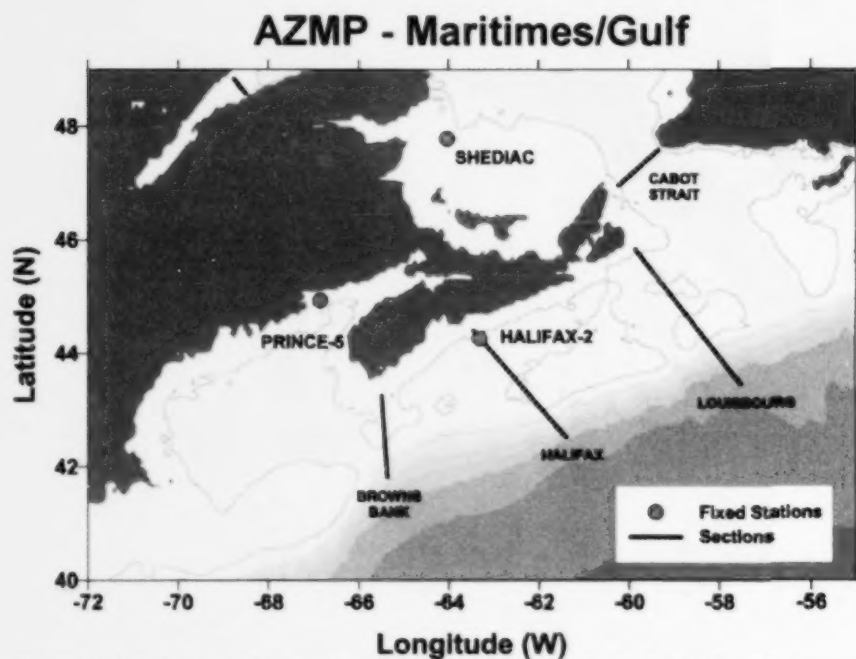 AZMP - Maritimes/Gulf
Latitude (N)
48
46
44
42
40
SHEDIAC
CABOT
STRAIT
PRINCE-5
HALIFAX-2
LOUISBOURG
HALIFAX
BROWNS
BANK
Fixed Stations
Sections
-72
-70
-68
-66
-64
-62
-60
-58
-56
Longitude (W)